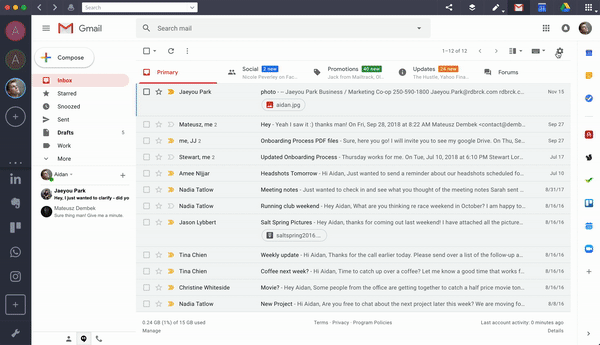 Search
Gmail
Search mail
Compose
1–12 of 12
Inbox
Starred
Snoozed
Sent
Drafts 5
Work
More
Aidan
Jaeyou Park
Hey, I just wanted to clarify - did yo
Mateusz Dembek
Sure thing man! Give me a minute.
Primary
Social 2 new
Nicole Peverley on Fac...
Promotions 40 new
Jack from Mailtrack, Gl...
Updates 26 new
The Hustle, Yahoo Fina...
Forums
Jaeyou Park photo - -- Jaeyou Park Business / Marketing Co-op 250-590-1800 Jaeyou.Park@rdbrck.com rdbrck.c... Nov 15
aidan.jpg
Mateusz, me 2 Hey - Yeah I saw it :) thanks man! On Fri, Sep 28, 2018 at 8:22 AM Mateusz Dembek <contact@demb... Sep 27
me, JJ 2 Onboarding Process PDF files - Sure, here you go! I will invite you to see my google Drive. On Thu, Se... Sep 27
Stewart, me 2 Updated Onboarding Process - Thursday works for me. On Tue, Jul 10, 2018 at 6:10 PM Stewart Lor... Jul 17
Amee Nijjar Headshots Tomorrow - Hi Aidan, Just wanted to send a reminder about our headshots scheduled fo... Jul 10
Nadia Tatlow Meeting notes - Just wanted to check in and see what you thought of the meeting notes Sarah sent ... 8/31/17
Nadia Tatlow Running club weekend - Hi Aidan, What are you thinking re race weekend in October? I am happy to... 8/16/16
Jason Lybbert Salt Spring Pictures - Hey Aidan, thanks for coming out last weekend! I have attached all the picture... 8/16/16
saltspring2016....
Tina Chien Weekly update - Hi Aidan, Thanks for the call earlier today. Please send over a list of the follow-up a... 8/16/16
Tina Chien Coffee next week? - Hi Aidan, Time to catch up over a coffee? Let me know a good time that works f... 8/16/16
Christine Whiteside Movie? - Hey Aidan, Some people from the office are getting together to catch a half price movie ton... 8/16/16
Nadia Tatlow New Project - Hi Aidan, Are you free to chat about the next project later this week? We are moving fo... 8/8/16
0.24 GB (1%) of 15 GB used
Manage
Terms · Privacy · Program Policies
Last account activity: 0 minutes ago
Details